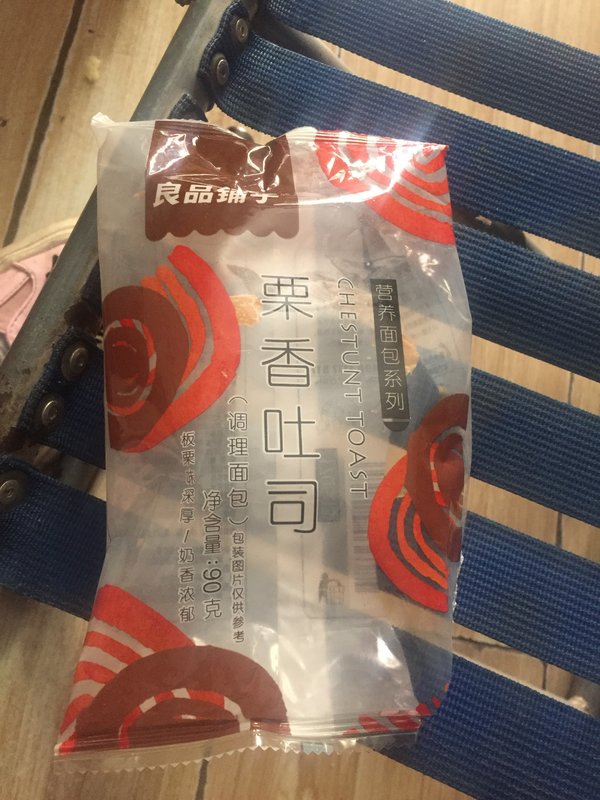 良品铺子
营养面包系列
CHESTUNT TOAST
栗香吐司
（调理面包）
包装图片仅供参考
净含量:90克
板栗味深厚/奶香浓郁